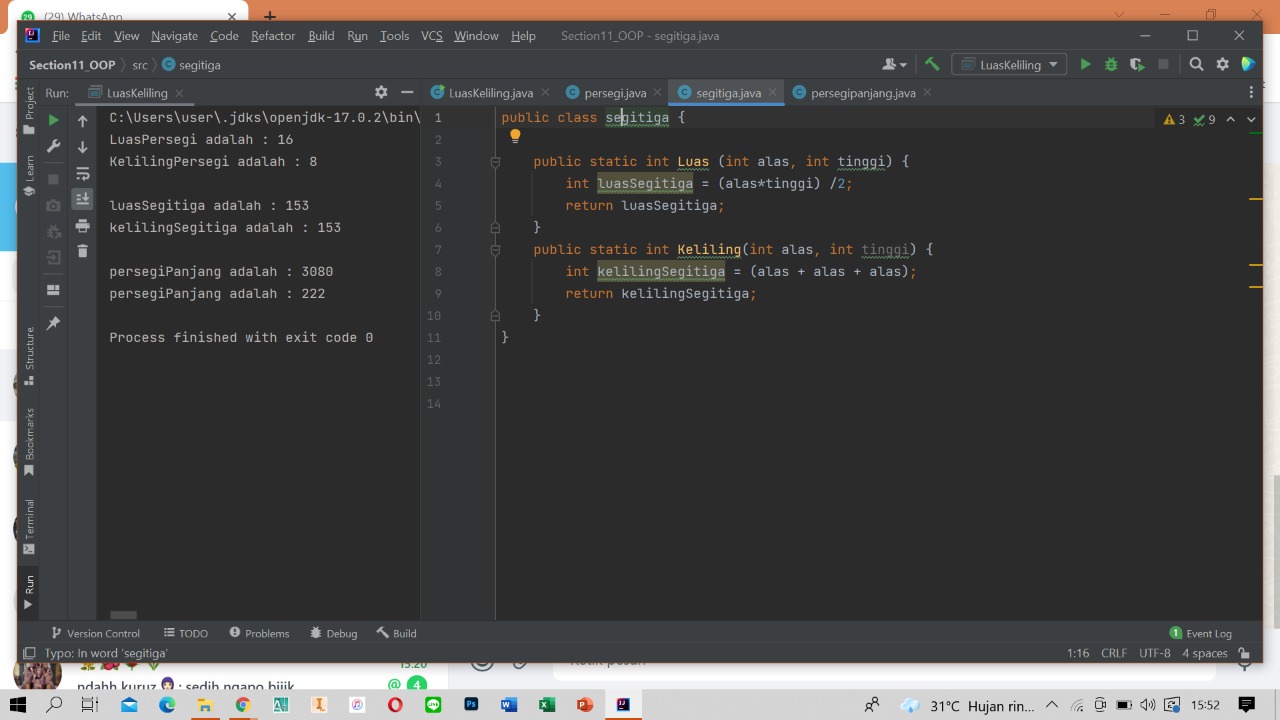 (29) WhatsApp
29
File Edit View Navigate Code Refactor Build Run Tools VCS Window Help Section11_OOP - segitiga.java
Section11_OOP src segitiga LuasKeliling
Run: LuasKeliling
LuasKeliling.java persegi.java segitiga.java persegipanjang.java
Project
Learn
Structure
Bookmarks
Terminal
Run
C:\Users\user\.jdks\openjdk-17.0.2\bin\
LuasPersegi adalah : 16
KelilingPersegi adalah : 8
luasSegitiga adalah : 153
kelilingSegitiga adalah : 153
persegiPanjang adalah : 3080
persegiPanjang adalah : 222
Process finished with exit code 0
1 public class segitiga {
2
3 public static int Luas (int alas, int tinggi) {
4 int luasSegitiga = (alas*tinggi) /2;
5 return luasSegitiga;
6 }
7 public static int Keliling(int alas, int tinggi) {
8 int kelilingSegitiga = (alas + alas + alas);
9 return kelilingSegitiga;
10 }
11 }
12
13
14
3 9
Version Control TODO Problems Debug Build 1 Event Log
Typo: In word 'segitiga' 1:16 CRLF UTF-8 4 spaces
15:20
ndahh kuruz : sedih ngapo bijik @ 4
31°C Hujan rin... 15:52